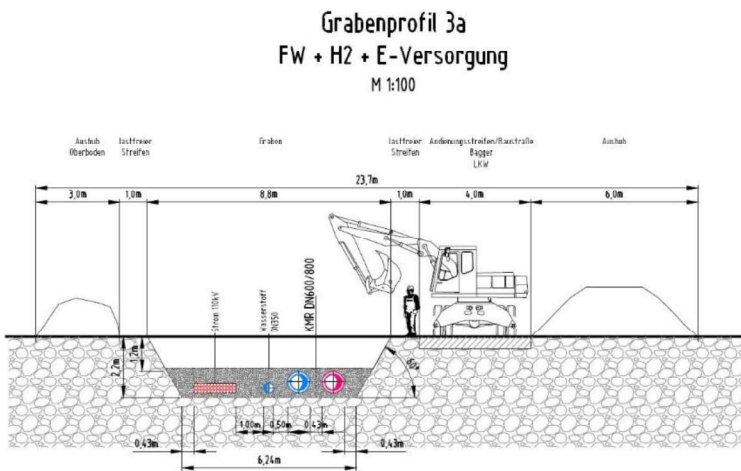 Grabenprofil 3a
FW + H2 + E-Versorgung
M 1:100
Aushub
Oberboden
lastfreier
Streifen
Graben
lastfreier
Streifen
Andienungsstreifen/Baustraße
Bagger
LKW
Aushub
23,7m
3,0m
1,0m
8,8m
1,0m
4,0m
6,0m
Strom 110kV
Wasserstoff
DN350
KMR DN600/800
2,2m
1,2m
60°
1,00m
0,50m
0,43m
0,43m
0,43m
6,24m